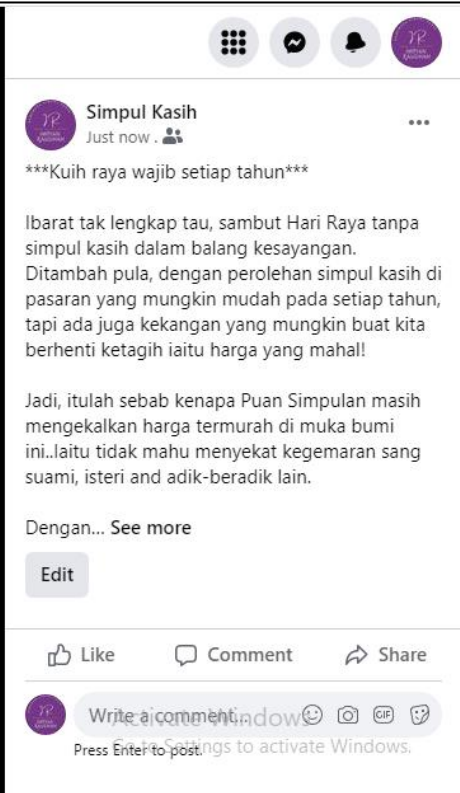 Simpul Kasih
Just now .
***Kuih raya wajib setiap tahun***
Ibarat tak lengkap tau, sambut Hari Raya tanpa
simpul kasih dalam balang kesayangan.
Ditambah pula, dengan perolehan simpul kasih di
pasaran yang mungkin mudah pada setiap tahun,
tapi ada juga kekangan yang mungkin buat kita
berhenti ketagih iaitu harga yang mahal!
Jadi, itulah sebab kenapa Puan Simpulan masih
mengekalkan harga termurah di muka bumi
ini..Iaitu tidak mahu menyekat kegemaran sang
suami, isteri and adik-beradik lain.
Dengan... See more
Edit
Like Comment Share
Write a comment...
Activate Windows
GIF
Press Enter to post.
Go to Settings to activate Windows.